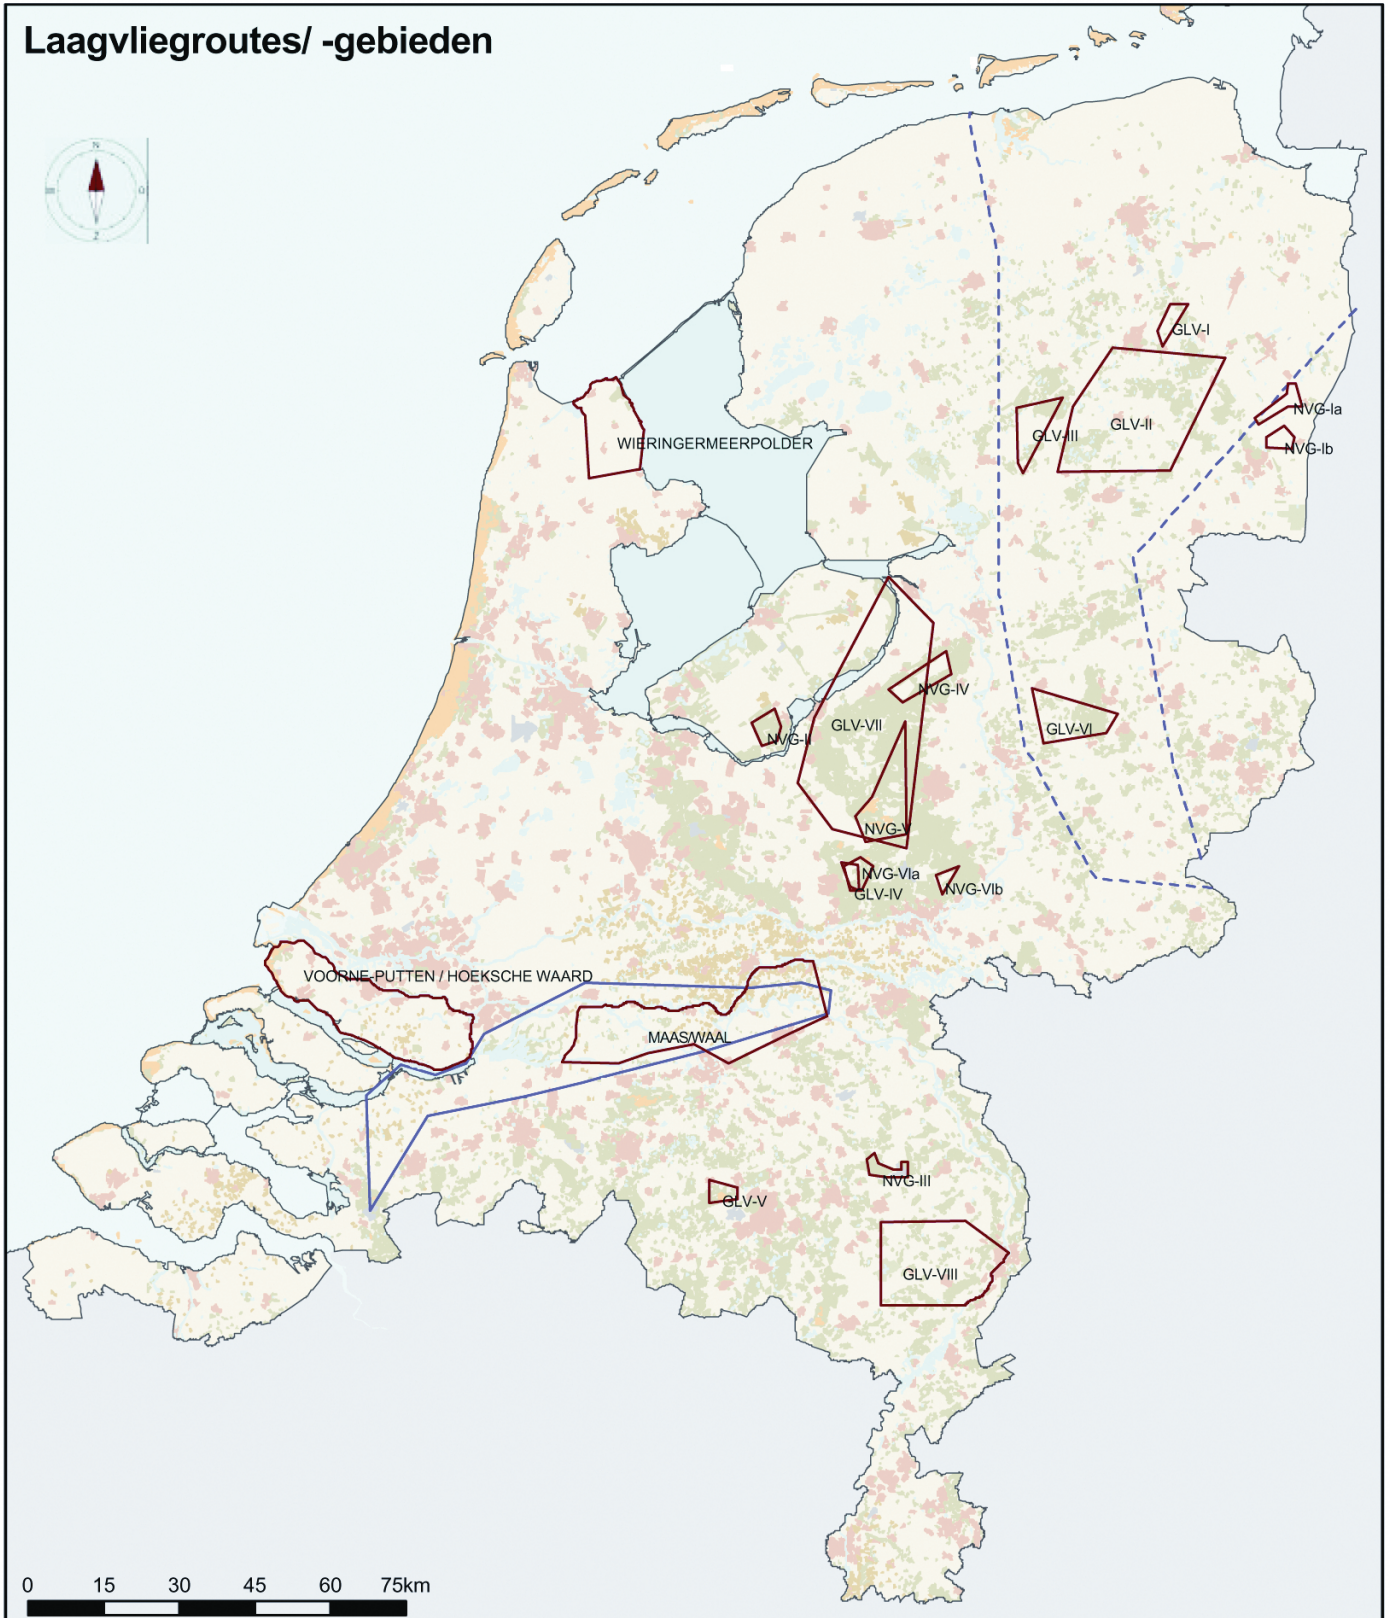 Laagvliegroutes/ -gebieden
N
Z
GLV-I
GLV-II
GLV-III
NVG-Ia
NVG-Ib
WIERINGERMEERPOLDER
NVG-IV
GLV-VII
NVG-II
GLV-VI
NVG-V
NVG-VIa
GLV-IV
NVG-VIb
VOORNE-PUTTEN / HOEKSCHE WAARD
MAAS/WAAL
NVG-III
GLV-V
GLV-VIII
0 15 30 45 60 75km